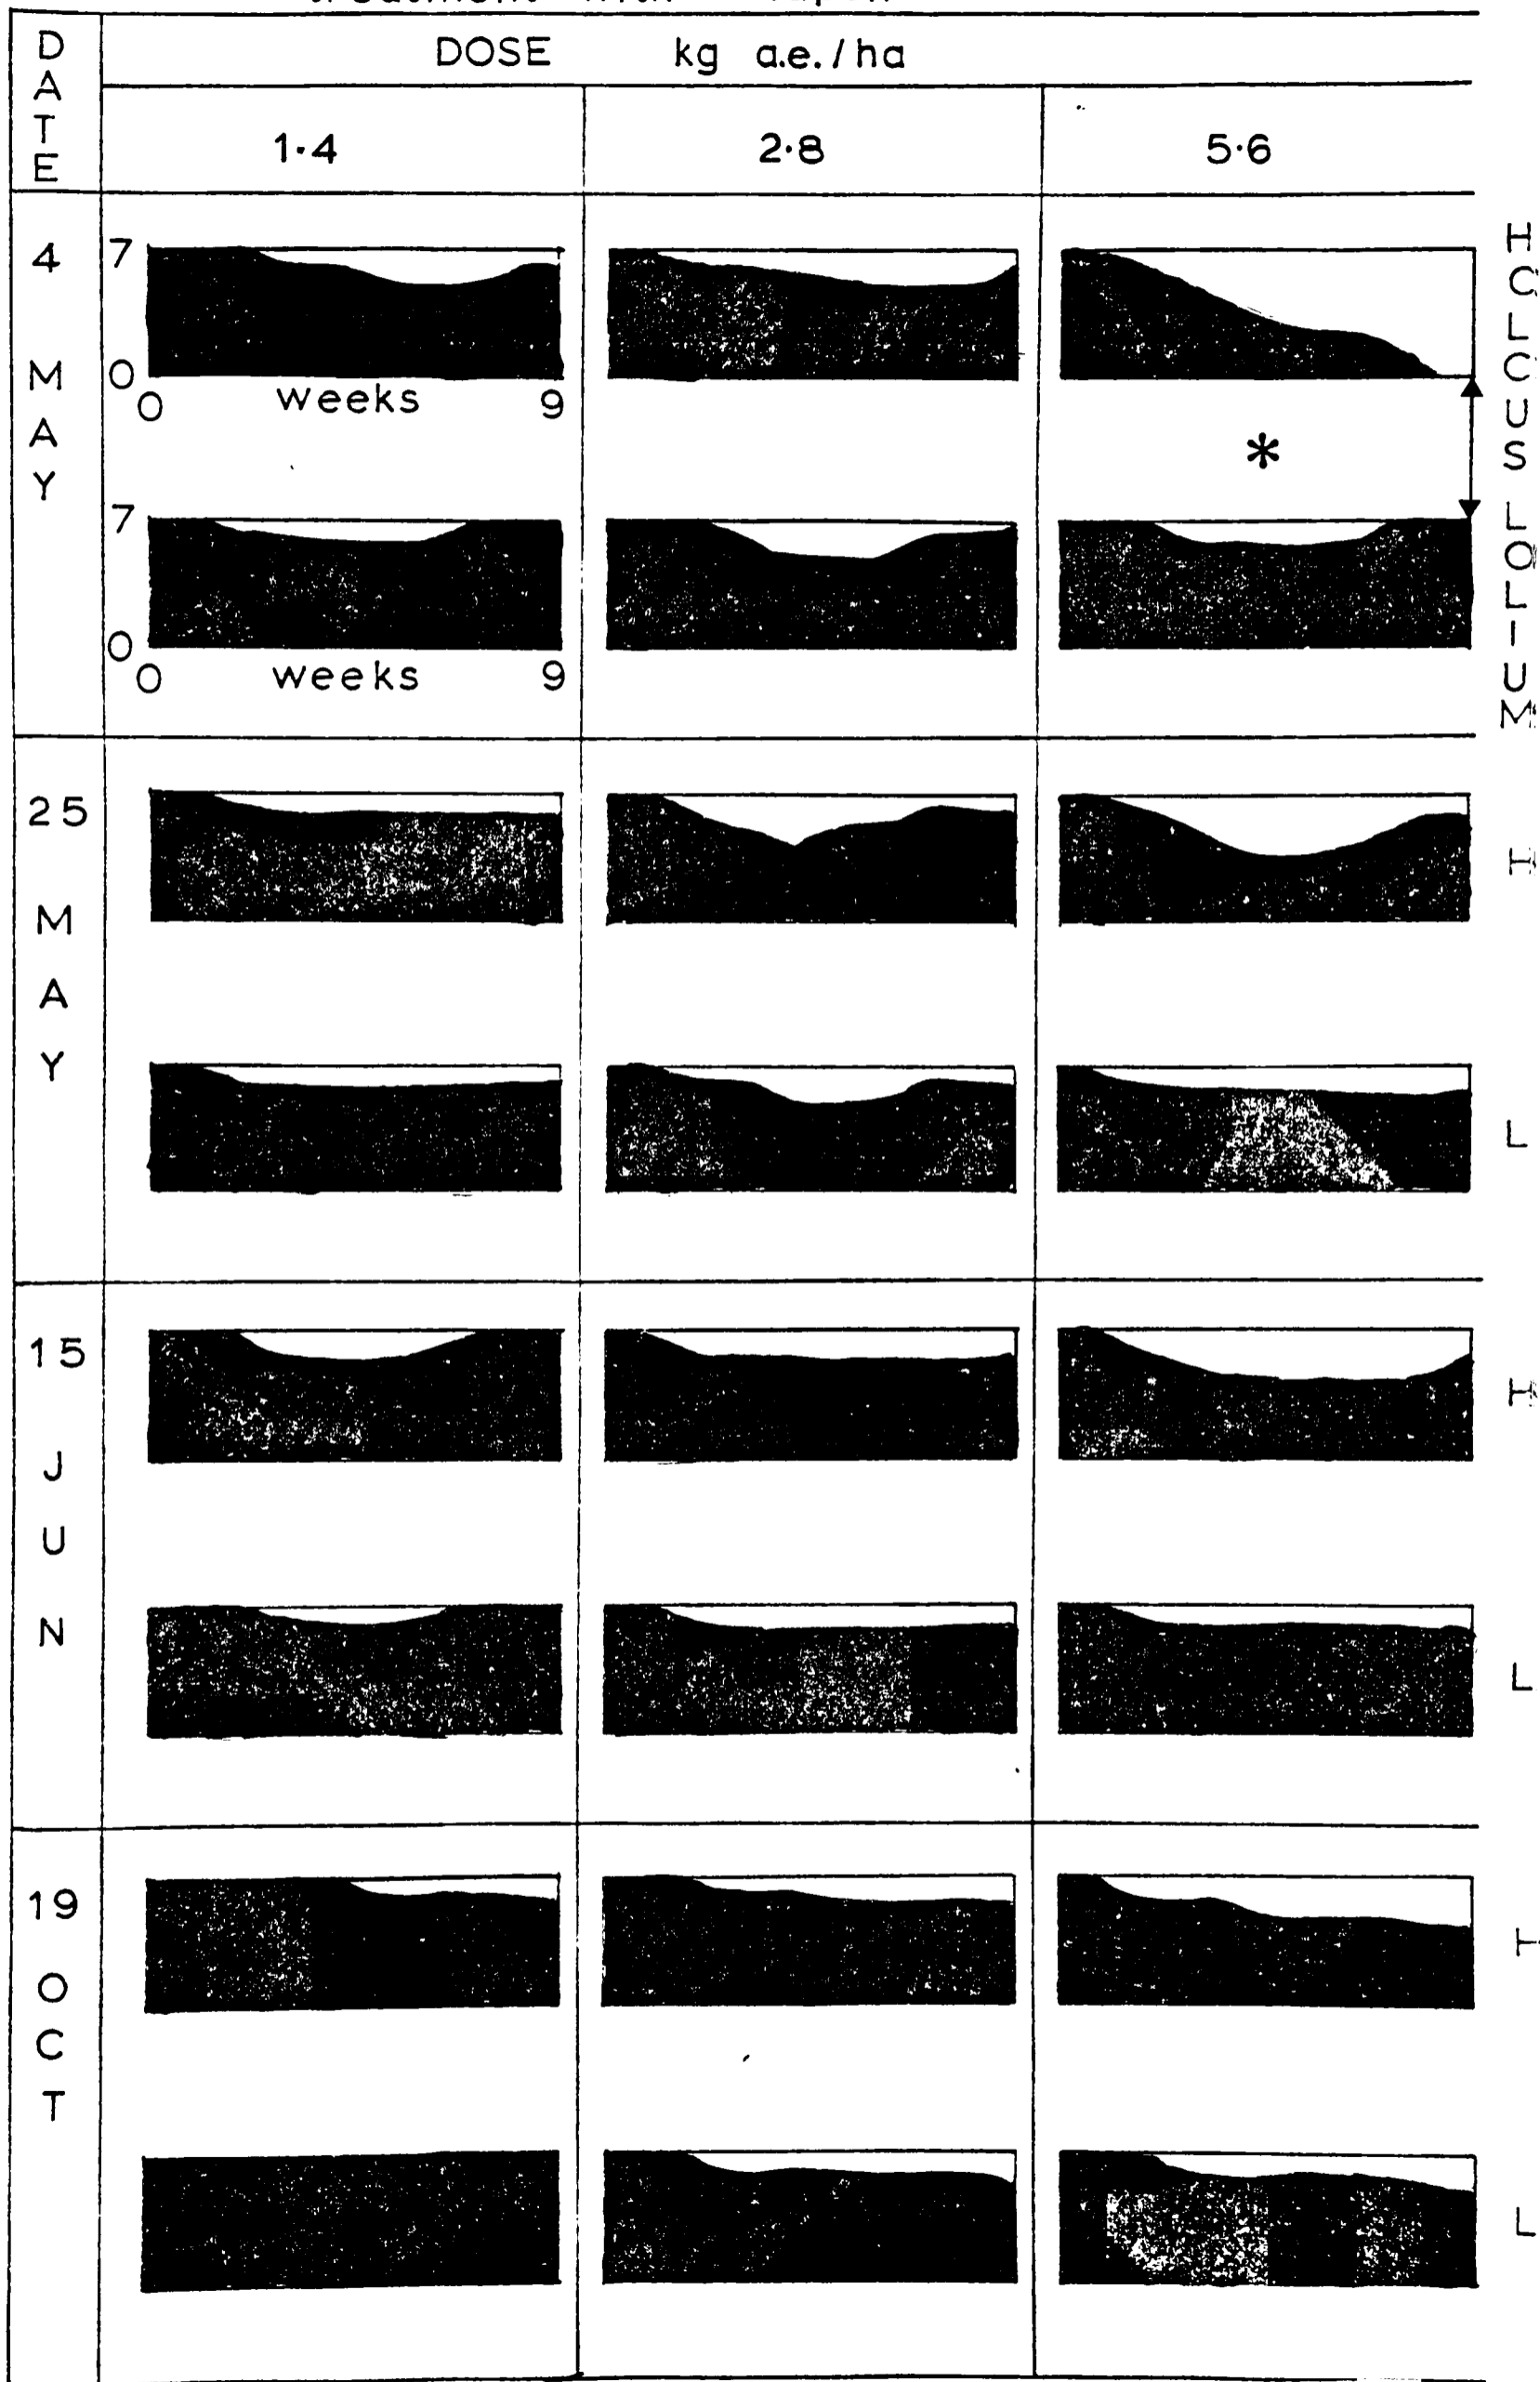 DATE
DOSE kg a.e./ha
1·4 2·8 5·6
4 MAY
7
0
0 weeks 9
*
HOLCUS
7
0
0 weeks 9
LOLIUM
25 MAY
H
L
15 JUN
H
L
19 OCT
H
L